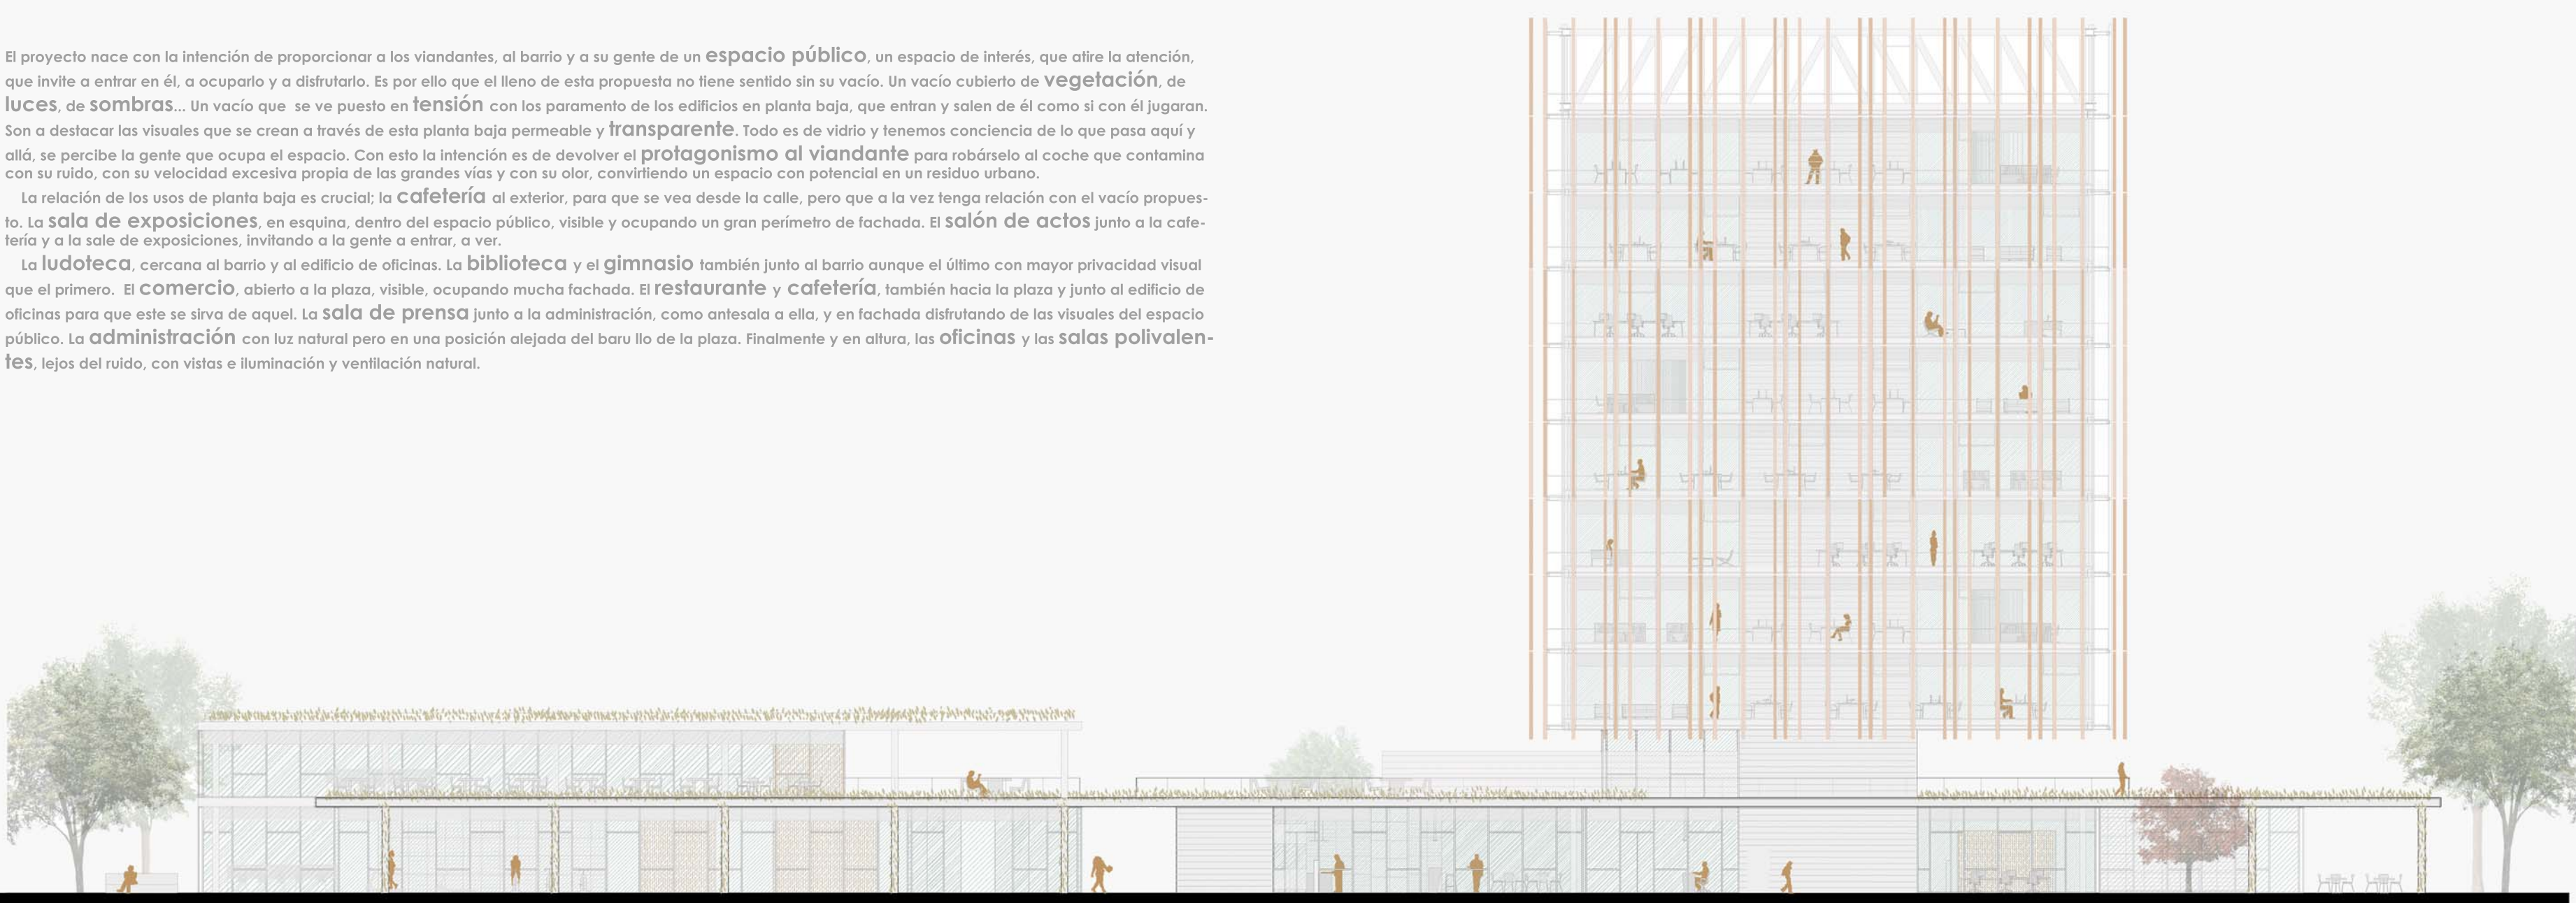 El proyecto nace con la intención de proporcionar a los viandantes, al barrio y a su gente de un espacio público, un espacio de interés, que atire la atención,
que invite a entrar en él, a ocuparlo y a disfrutarlo. Es por ello que el lleno de esta propuesta no tiene sentido sin su vacío. Un vacío cubierto de vegetación, de
luces, de sombras... Un vacío que se ve puesto en tensión con los paramento de los edificios en planta baja, que entran y salen de él como si con él jugaran.
Son a destacar las visuales que se crean a través de esta planta baja permeable y transparente. Todo es de vidrio y tenemos conciencia de lo que pasa aquí y
allá, se percibe la gente que ocupa el espacio. Con esto la intención es de devolver el protagonismo al viandante para robárselo al coche que contamina
con su ruido, con su velocidad excesiva propia de las grandes vías y con su olor, convirtiendo un espacio con potencial en un residuo urbano.
La relación de los usos de planta baja es crucial; la cafetería al exterior, para que se vea desde la calle, pero que a la vez tenga relación con el vacío propues-
to. La sala de exposiciones, en esquina, dentro del espacio público, visible y ocupando un gran perímetro de fachada. El salón de actos junto a la cafe-
tería y a la sale de exposiciones, invitando a la gente a entrar, a ver.
La ludoteca, cercana al barrio y al edificio de oficinas. La biblioteca y el gimnasio también junto al barrio aunque el último con mayor privacidad visual
que el primero. El comercio, abierto a la plaza, visible, ocupando mucha fachada. El restaurante y cafetería, también hacia la plaza y junto al edificio de
oficinas para que este se sirva de aquel. La sala de prensa junto a la administración, como antesala a ella, y en fachada disfrutando de las visuales del espacio
público. La administración con luz natural pero en una posición alejada del baru llo de la plaza. Finalmente y en altura, las oficinas y las salas polivalen-
tes, lejos del ruido, con vistas e iluminación y ventilación natural.